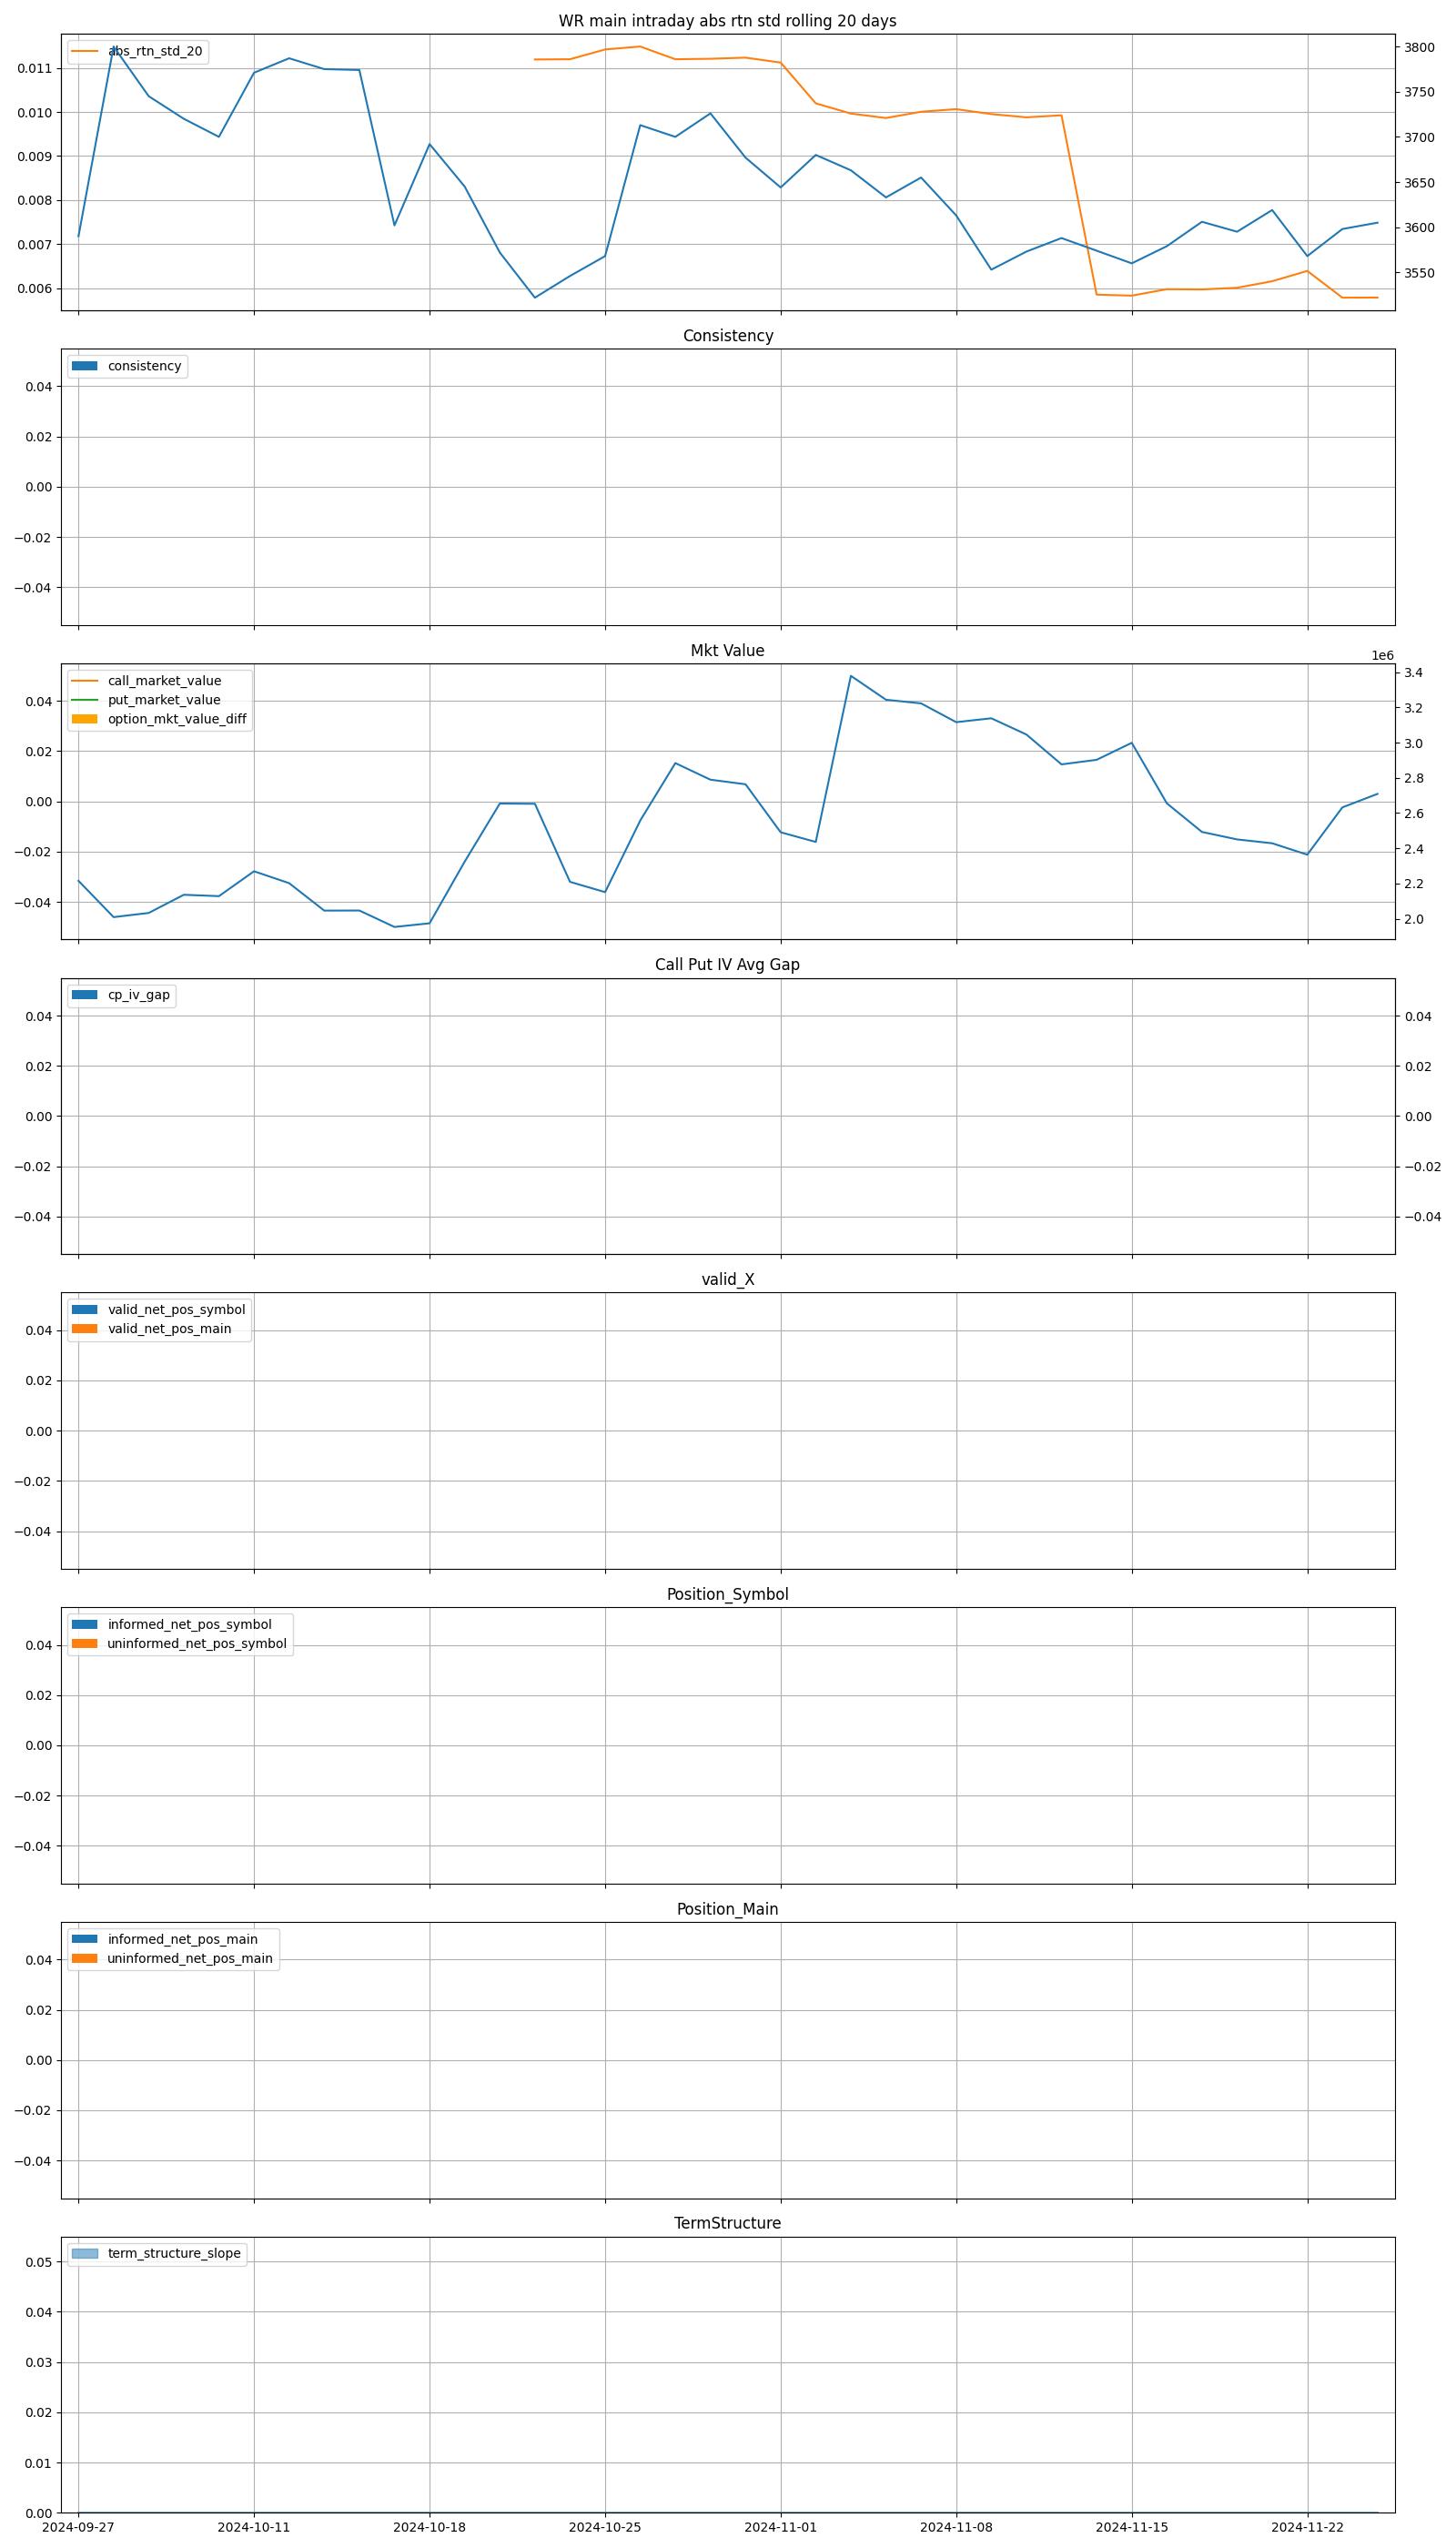 WR main intraday abs rtn std rolling 20 days
abs_rtn_std_20
0.011
0.010
0.009
0.008
0.007
0.006
3800
3750
3700
3650
3600
3550
Consistency
consistency
0.04
0.02
0.00
−0.02
−0.04
Mkt Value
1e6
call_market_value
put_market_value
option_mkt_value_diff
0.04
0.02
0.00
−0.02
−0.04
3.4
3.2
3.0
2.8
2.6
2.4
2.2
2.0
Call Put IV Avg Gap
cp_iv_gap
0.04
0.02
0.00
−0.02
−0.04
0.04
0.02
0.00
−0.02
−0.04
valid_X
valid_net_pos_symbol
valid_net_pos_main
0.04
0.02
0.00
−0.02
−0.04
Position_Symbol
informed_net_pos_symbol
uninformed_net_pos_symbol
0.04
0.02
0.00
−0.02
−0.04
Position_Main
informed_net_pos_main
uninformed_net_pos_main
0.04
0.02
0.00
−0.02
−0.04
TermStructure
term_structure_slope
0.05
0.04
0.03
0.02
0.01
0.00
2024-09-27 2024-10-11 2024-10-18 2024-10-25 2024-11-01 2024-11-08 2024-11-15 2024-11-22